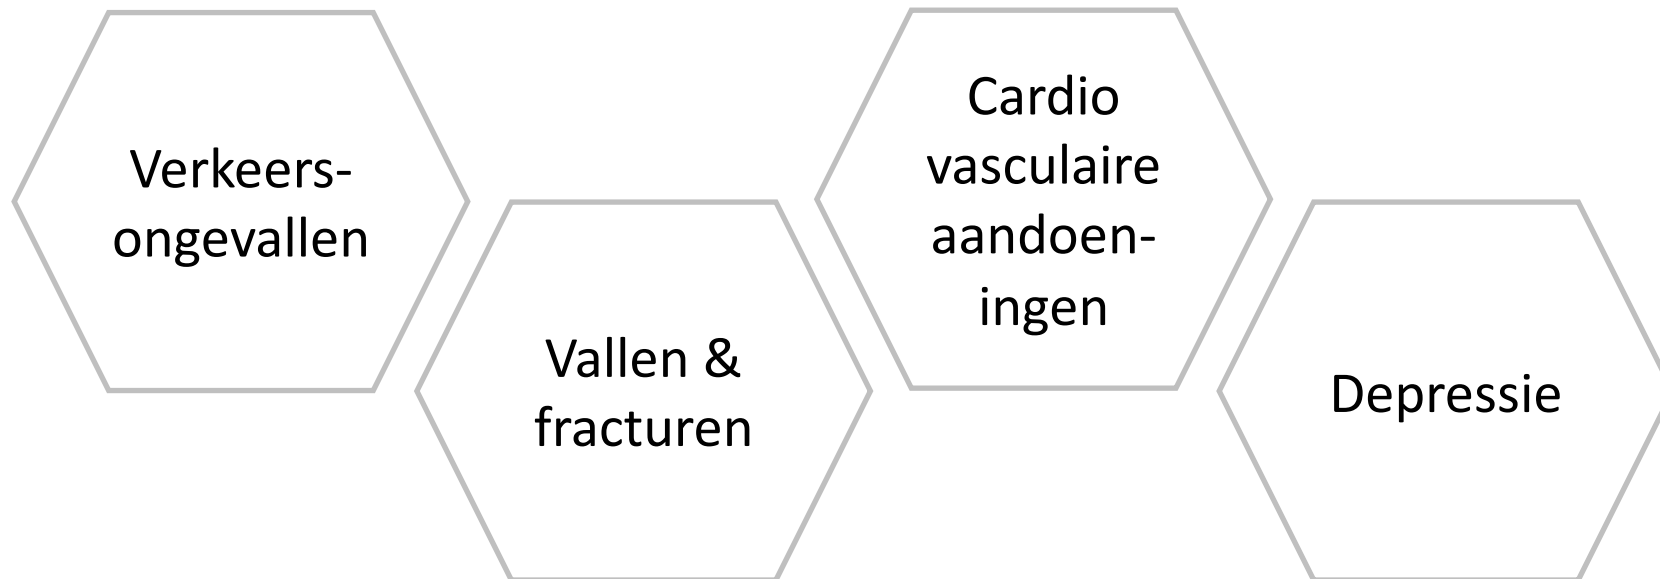 Verkeers-
ongevallen
Vallen &
fracturen
Cardio
vasculaire
aandoen-
ingen
Depressie